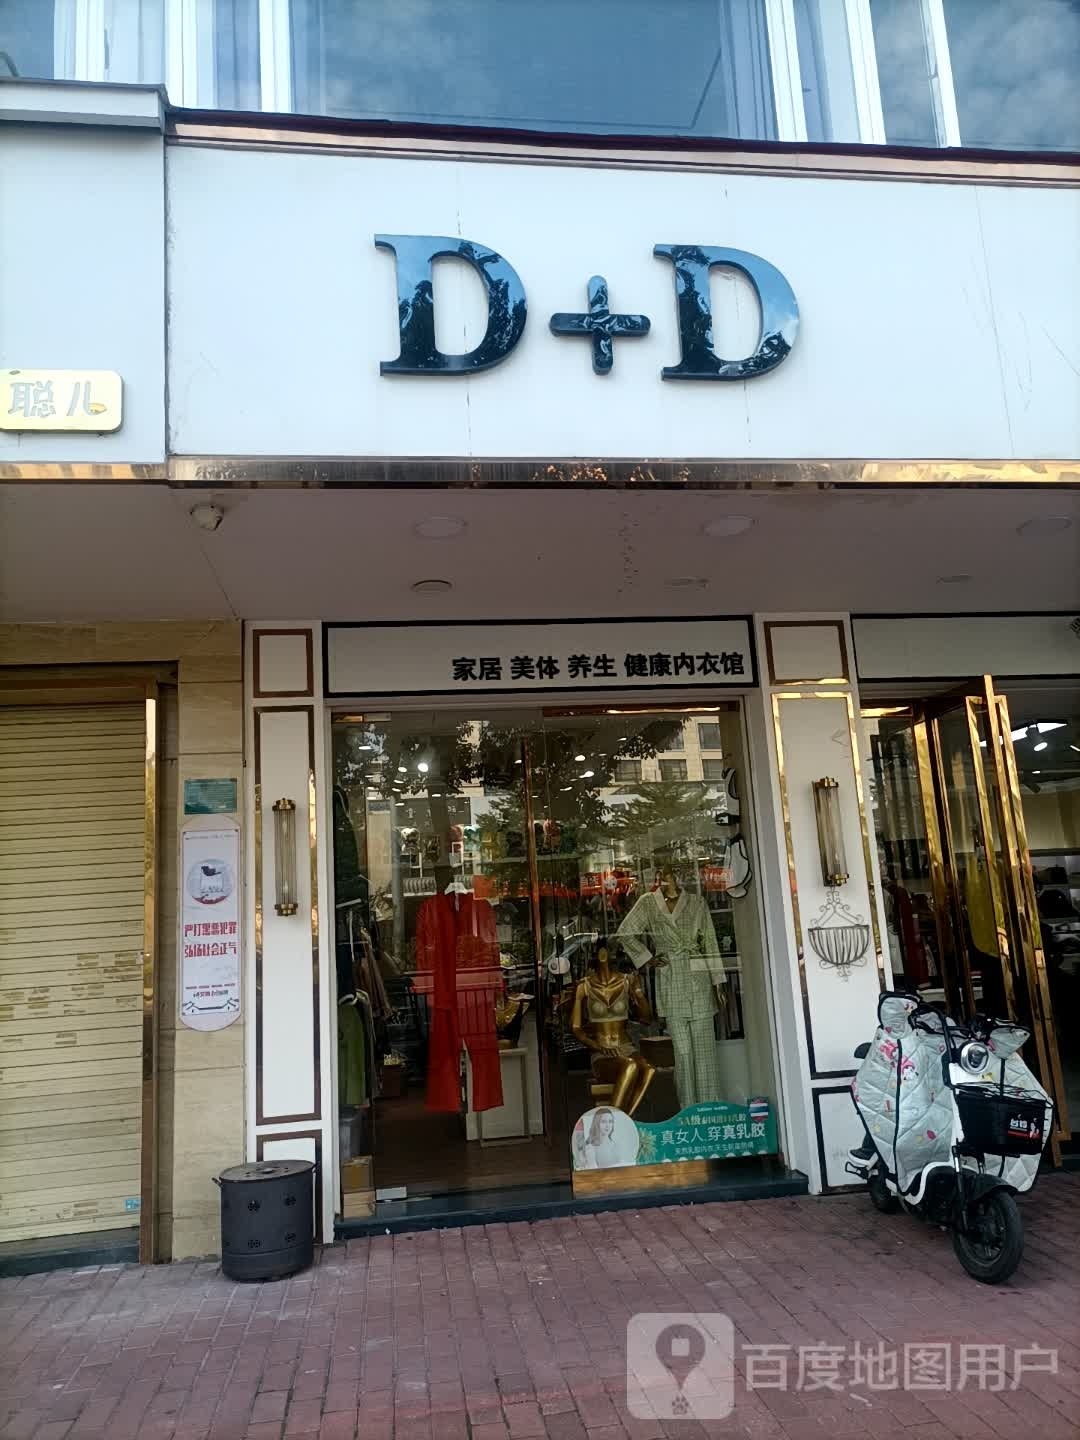 D+D
聪儿
家居 美体 养生 健康内衣馆
严打黑恶犯罪
弘扬社会正气
真女人 穿真乳胶
百度地图用户